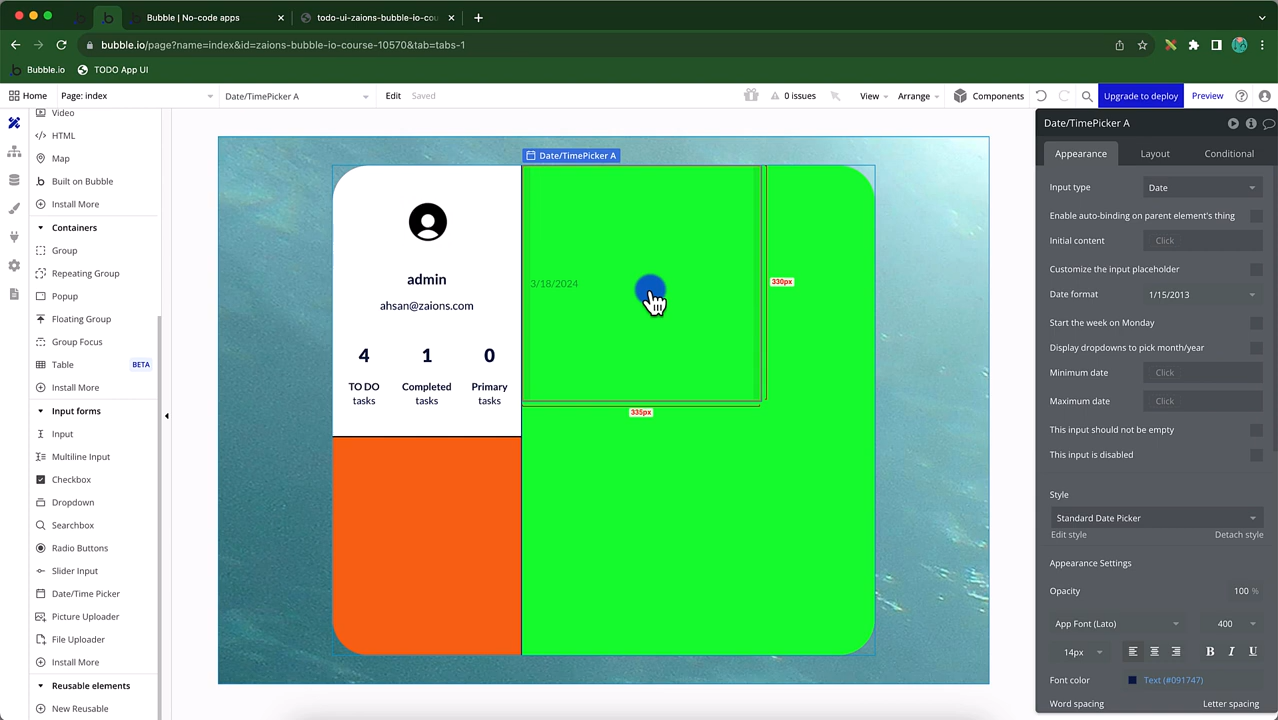 Bubble | No-code apps
todo-ui-zaions-bubble-io-cou
bubble.io/page?name=index&id=zaions-bubble-io-course-10570&tab=tabs-1
Bubble.io
TODO App UI
Home
Page: index
Date/TimePicker A
Edit
Saved
0 issues
View
Arrange
Components
Upgrade to deploy
Preview
Video
HTML
Map
Built on Bubble
Install More
Containers
Group
Repeating Group
Popup
Floating Group
Group Focus
Table
BETA
Install More
Input forms
Input
Multiline Input
Checkbox
Dropdown
Searchbox
Radio Buttons
Slider Input
Date/Time Picker
Picture Uploader
File Uploader
Install More
Reusable elements
New Reusable
Date/TimePicker A
3/18/2024
330px
335px
admin
ahsan@zaions.com
4 1 0
TO DO Completed Primary
tasks tasks tasks
Date/TimePicker A
Appearance
Layout
Conditional
Input type
Date
Enable auto-binding on parent element's thing
Initial content
Click
Customize the input placeholder
Date format
1/15/2013
Start the week on Monday
Display dropdowns to pick month/year
Minimum date
Click
Maximum date
Click
This input should not be empty
This input is disabled
Style
Standard Date Picker
Edit style
Detach style
Appearance Settings
Opacity
100 %
App Font (Lato)
400
14px
B I U
Font color
Text (#091747)
Word spacing
Letter spacing